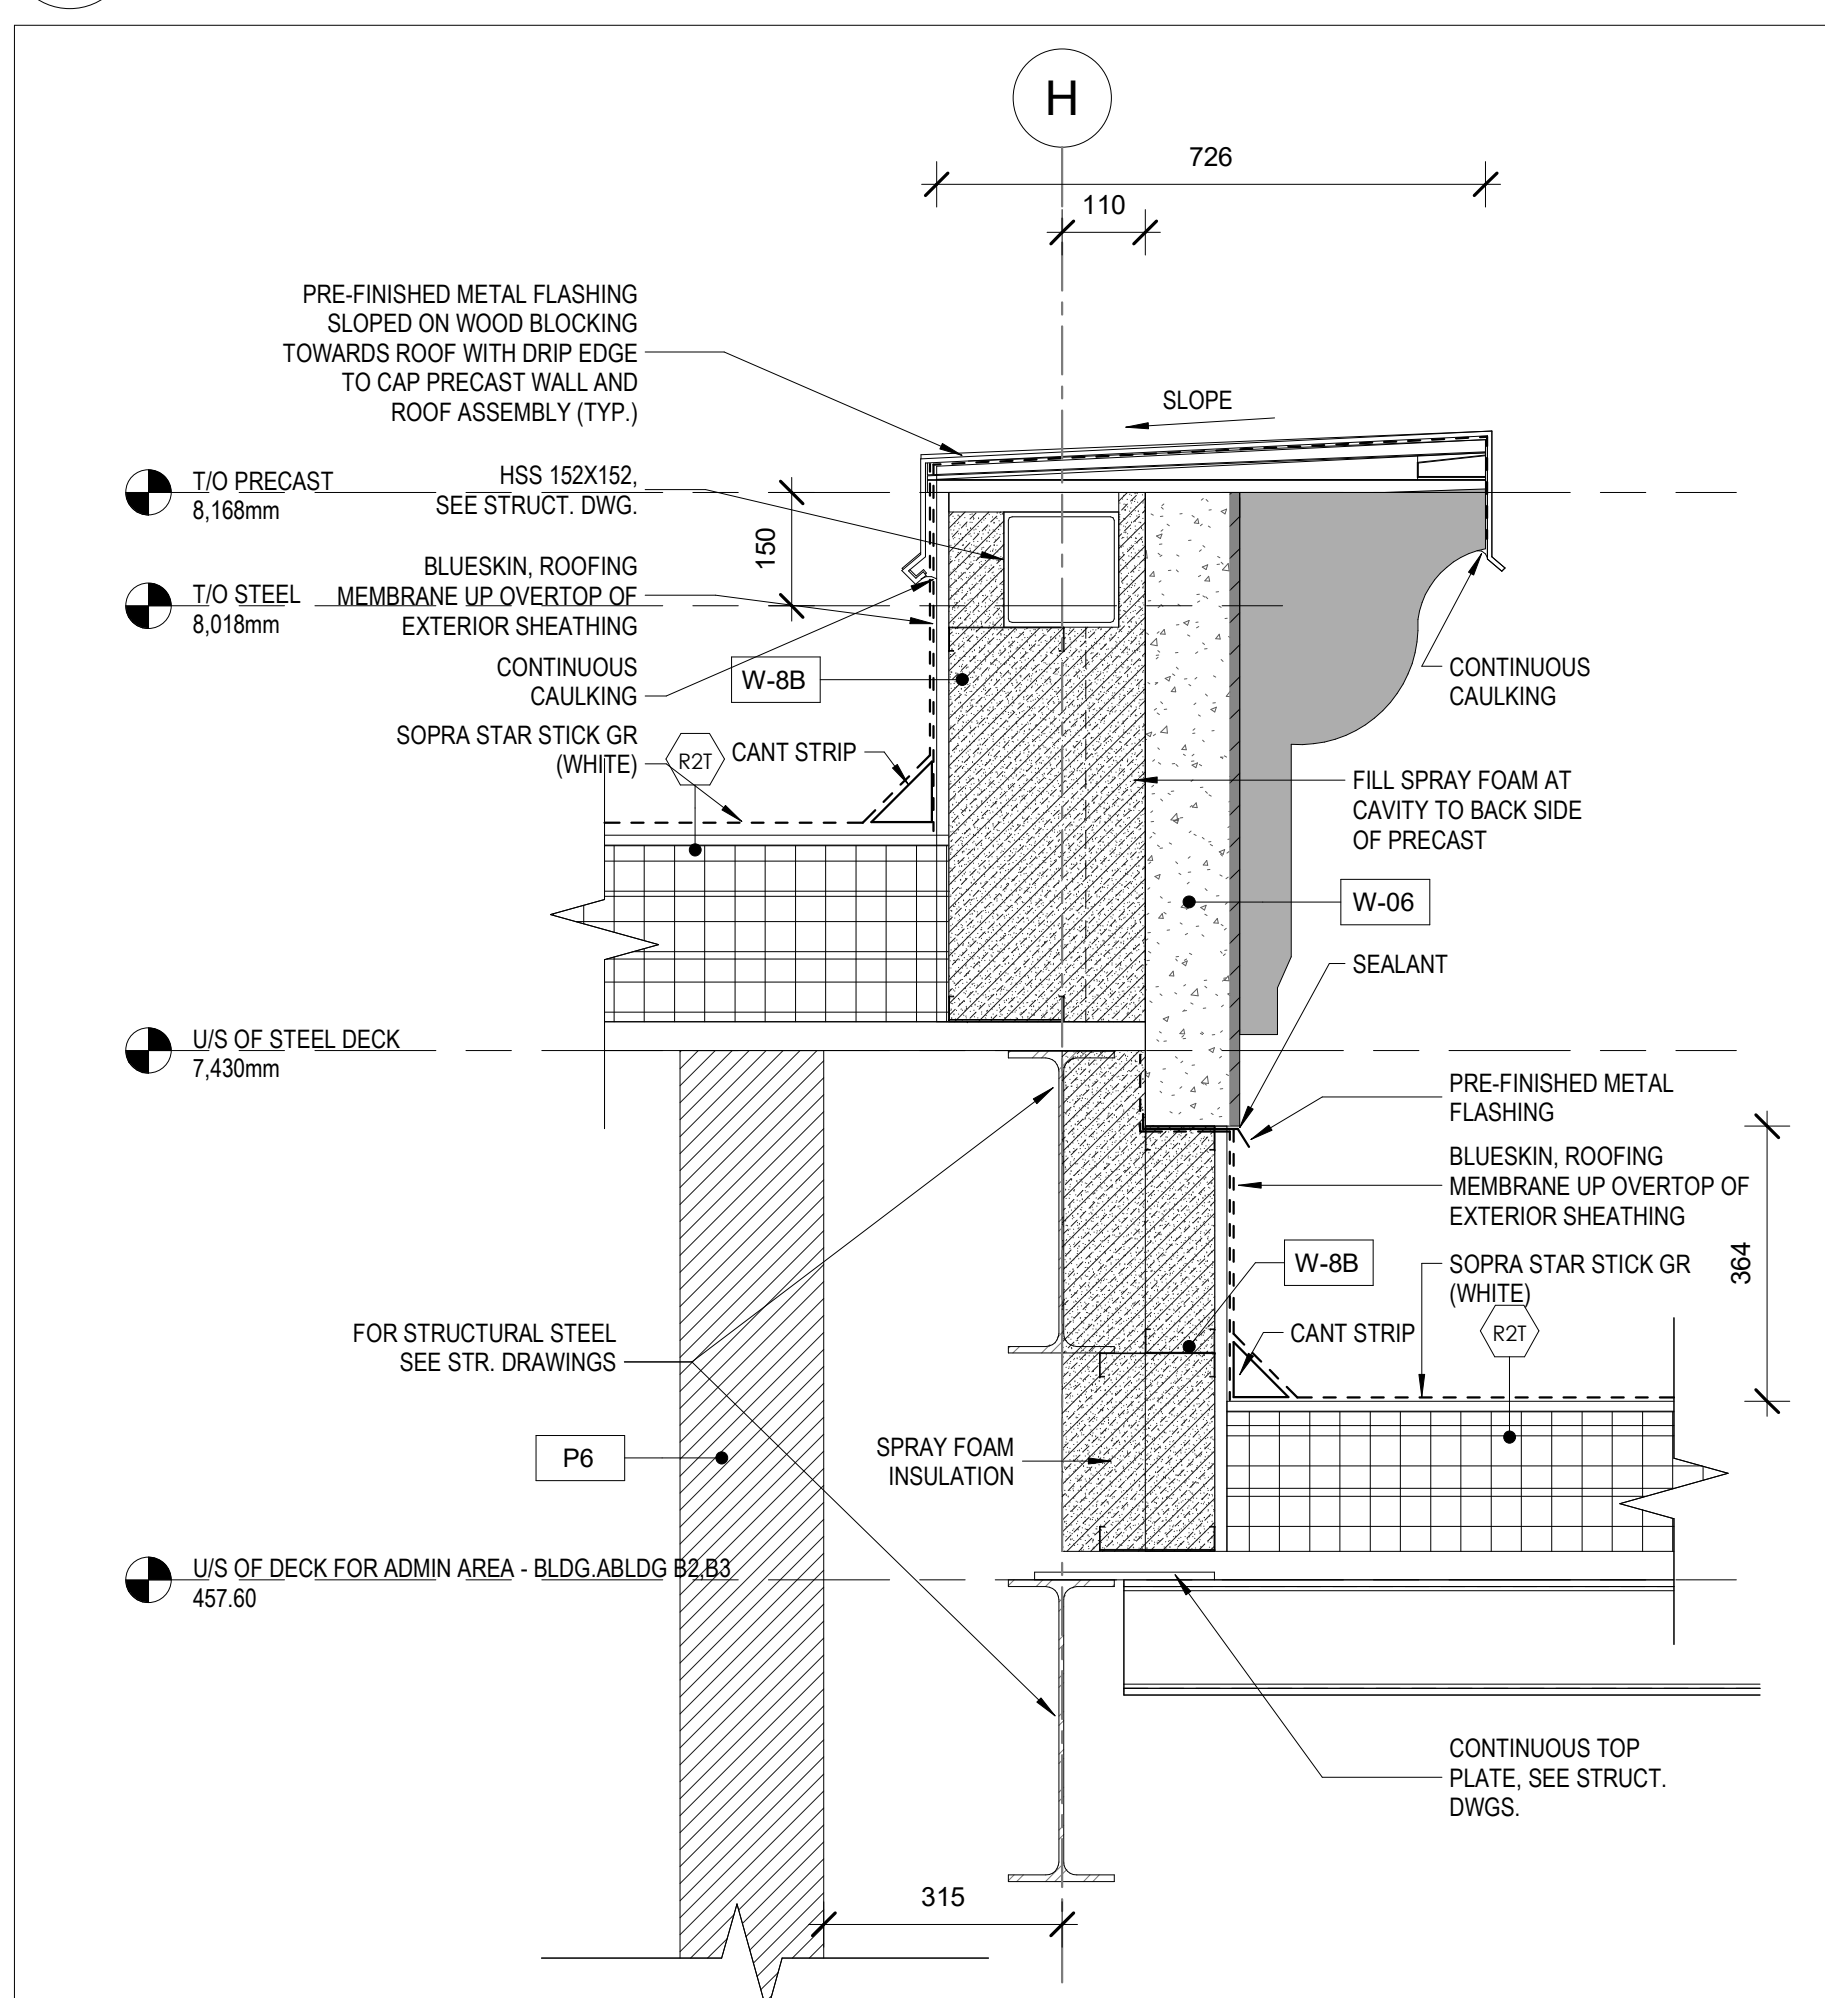 H
726
110
PRE-FINISHED METAL FLASHING
SLOPED ON WOOD BLOCKING
TOWARDS ROOF WITH DRIP EDGE
TO CAP PRECAST WALL AND
ROOF ASSEMBLY (TYP.)
SLOPE
T/O PRECAST
8,168mm
HSS 152X152,
SEE STRUCT. DWG.
150
T/O STEEL
8,018mm
BLUESKIN, ROOFING
MEMBRANE UP OVERTOP OF
EXTERIOR SHEATHING
CONTINUOUS
CAULKING
W-8B
CONTINUOUS
CAULKING
SOPRA STAR STICK GR
(WHITE)
R2T
CANT STRIP
FILL SPRAY FOAM AT
CAVITY TO BACK SIDE
OF PRECAST
W-06
SEALANT
U/S OF STEEL DECK
7,430mm
PRE-FINISHED METAL
FLASHING
BLUESKIN, ROOFING
MEMBRANE UP OVERTOP OF
EXTERIOR SHEATHING
364
W-8B
SOPRA STAR STICK GR
(WHITE)
CANT STRIP
R2T
FOR STRUCTURAL STEEL
SEE STR. DRAWINGS
P6
SPRAY FOAM
INSULATION
U/S OF DECK FOR ADMIN AREA - BLDG.ABLDG B2,B3
457.60
CONTINUOUS TOP
PLATE, SEE STRUCT.
DWGS.
315